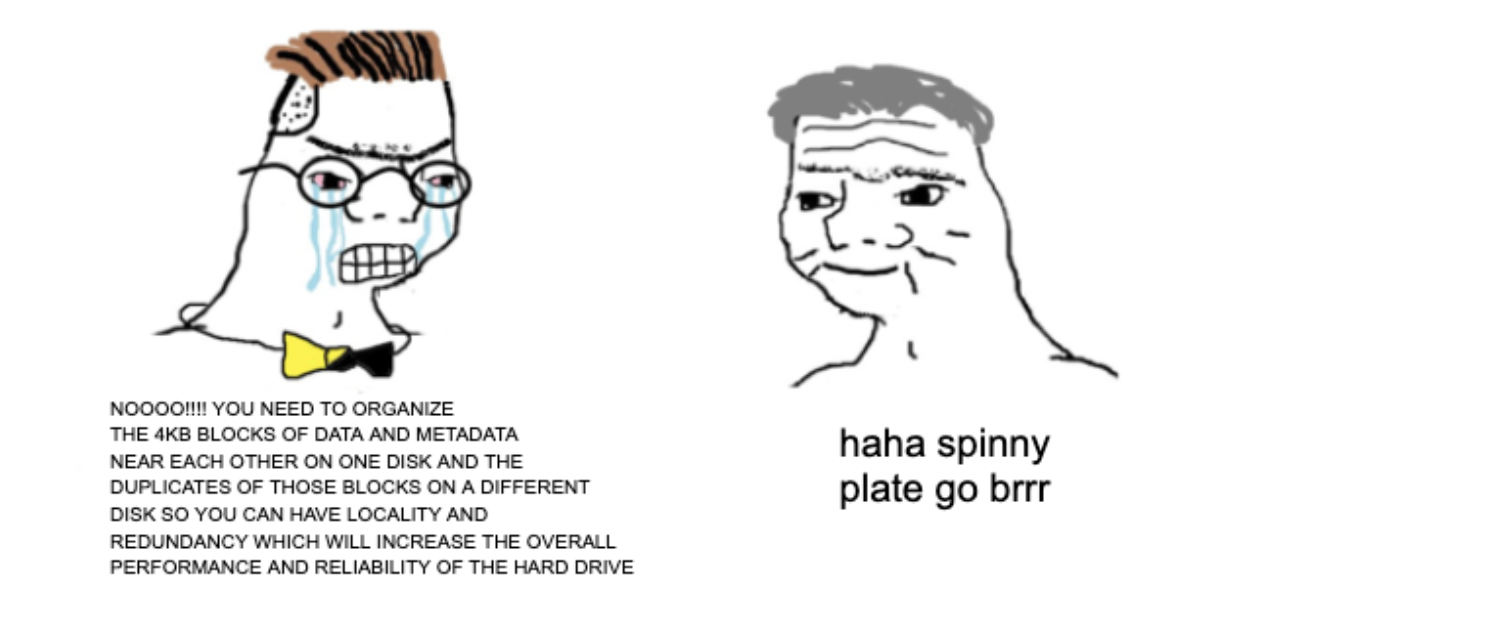 NOOOO!!!! YOU NEED TO ORGANIZE
THE 4KB BLOCKS OF DATA AND METADATA
NEAR EACH OTHER ON ONE DISK AND THE
DUPLICATES OF THOSE BLOCKS ON A DIFFERENT
DISK SO YOU CAN HAVE LOCALITY AND
REDUNDANCY WHICH WILL INCREASE THE OVERALL
PERFORMANCE AND RELIABILITY OF THE HARD DRIVE
haha spinny
plate go brrr